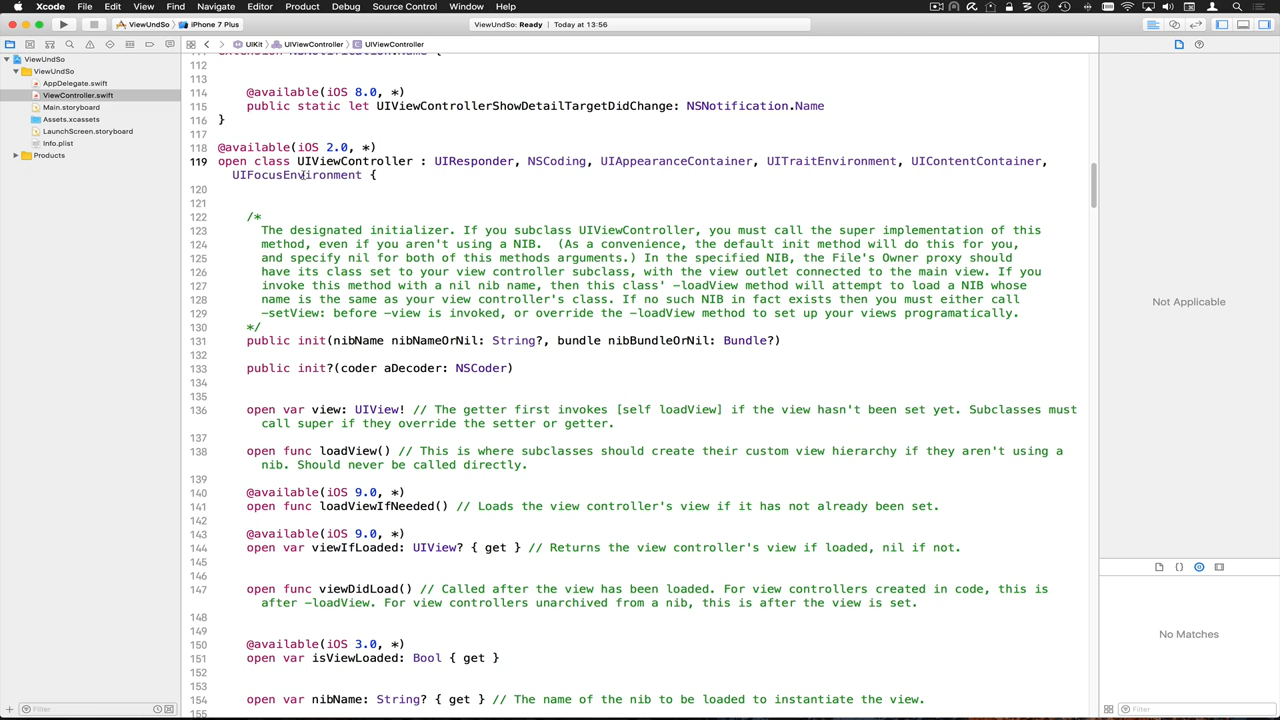 Xcode File Edit View Find Navigate Editor Product Debug Source Control Window Help
ViewUndSo iPhone 7 Plus
ViewUndSo: Ready | Today at 13:56
UIKit UIViewController UIViewController
ViewUndSo
ViewUndSo
AppDelegate.swift
ViewController.swift
Main.storyboard
Assets.xcassets
LaunchScreen.storyboard
Info.plist
Products
Filter
112
113
114 @available(iOS 8.0, *)
115 public static let UIViewControllerShowDetailTargetDidChange: NSNotification.Name
116 }
117
118 @available(iOS 2.0, *)
119 open class UIViewController : UIResponder, NSCoding, UIAppearanceContainer, UITraitEnvironment, UIContentContainer,
UIFocusEnvironment {
120
121
122 /*
123 The designated initializer. If you subclass UIViewController, you must call the super implementation of this
124 method, even if you aren't using a NIB. (As a convenience, the default init method will do this for you,
125 and specify nil for both of this methods arguments.) In the specified NIB, the File's Owner proxy should
126 have its class set to your view controller subclass, with the view outlet connected to the main view. If you
127 invoke this method with a nil nib name, then this class' -loadView method will attempt to load a NIB whose
128 name is the same as your view controller's class. If no such NIB in fact exists then you must either call
129 -setView: before -view is invoked, or override the -loadView method to set up your views programatically.
130 */
131 public init(nibName nibNameOrNil: String?, bundle nibBundleOrNil: Bundle?)
132
133 public init?(coder aDecoder: NSCoder)
134
135
136 open var view: UIView! // The getter first invokes [self loadView] if the view hasn't been set yet. Subclasses must
call super if they override the setter or getter.
137
138 open func loadView() // This is where subclasses should create their custom view hierarchy if they aren't using a
nib. Should never be called directly.
139
140 @available(iOS 9.0, *)
141 open func loadViewIfNeeded() // Loads the view controller's view if it has not already been set.
142
143 @available(iOS 9.0, *)
144 open var viewIfLoaded: UIView? { get } // Returns the view controller's view if loaded, nil if not.
145
146
147 open func viewDidLoad() // Called after the view has been loaded. For view controllers created in code, this is
after -loadView. For view controllers unarchived from a nib, this is after the view is set.
148
149
150 @available(iOS 3.0, *)
151 open var isViewLoaded: Bool { get }
152
153
154 open var nibName: String? { get } // The name of the nib to be loaded to instantiate the view.
155
Not Applicable
No Matches
Filter